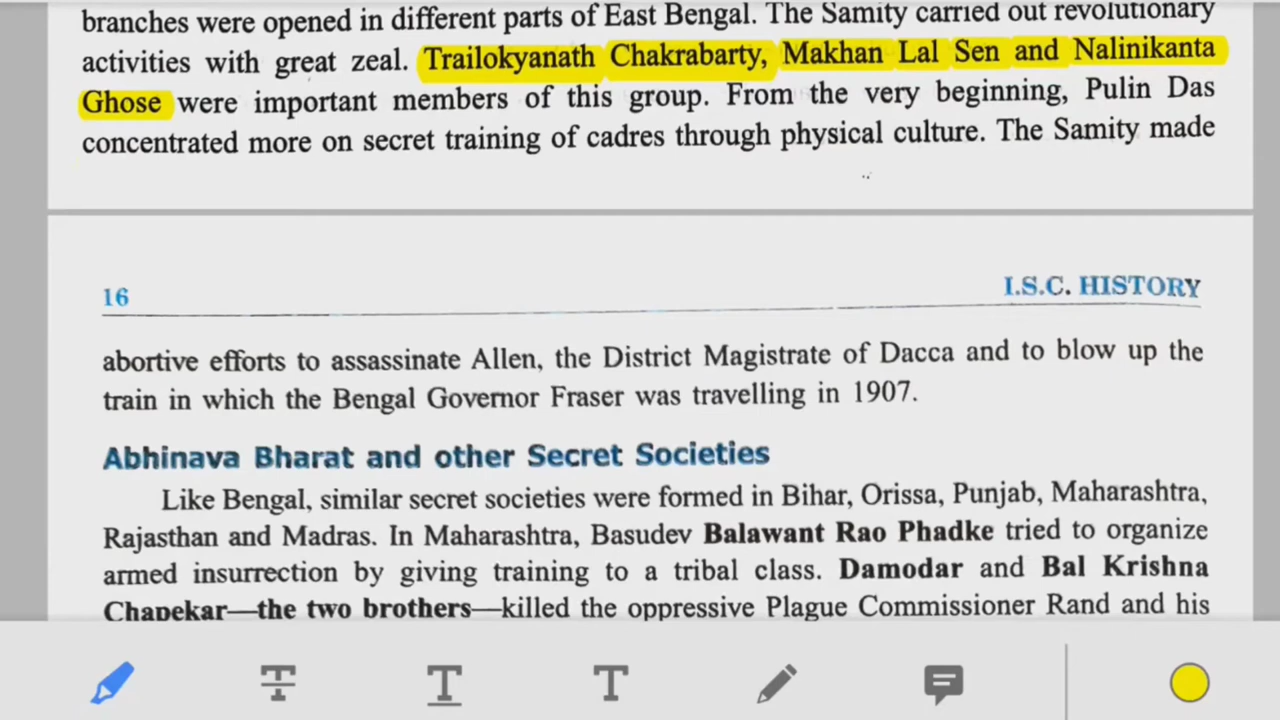 branches were opened in different parts of East Bengal. The Samity carried out revolutionary
activities with great zeal. Trailokyanath Chakrabarty, Makhan Lal Sen and Nalinikanta
Ghose were important members of this group. From the very beginning, Pulin Das
concentrated more on secret training of cadres through physical culture. The Samity made
16 I.S.C. HISTORY
abortive efforts to assassinate Allen, the District Magistrate of Dacca and to blow up the
train in which the Bengal Governor Fraser was travelling in 1907.
Abhinava Bharat and other Secret Societies
Like Bengal, similar secret societies were formed in Bihar, Orissa, Punjab, Maharashtra,
Rajasthan and Madras. In Maharashtra, Basudev Balawant Rao Phadke tried to organize
armed insurrection by giving training to a tribal class. Damodar and Bal Krishna
Chapekar—the two brothers—killed the oppressive Plague Commissioner Rand and his
T T T